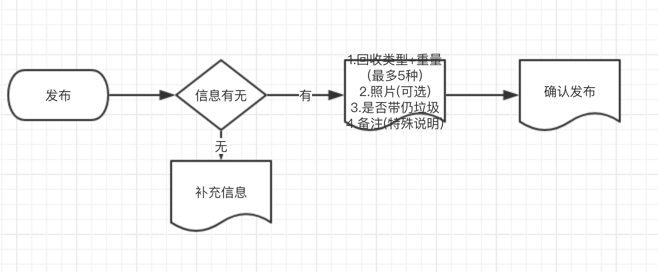 发布
信息有无
有
1.回收类型+重量
(最多5种)
2.照片(可选)
3.是否带仍垃圾
4.备注(特殊说明)
确认发布
无
补充信息